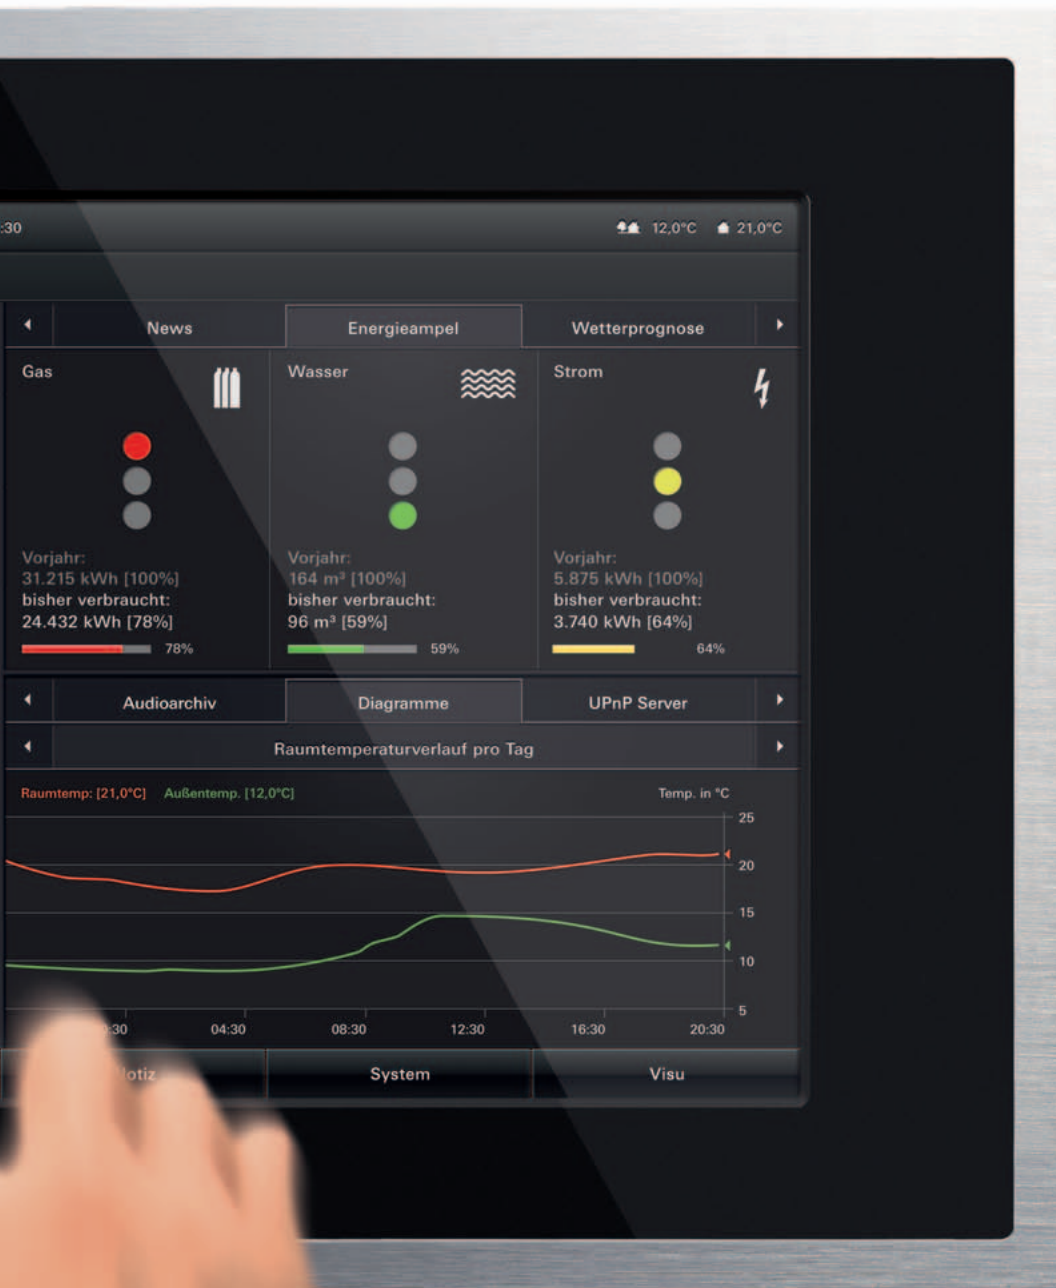 :30 12,0°C 21,0°C
News Energieampel Wetterprognose
Gas Wasser Strom
Vorjahr: Vorjahr: Vorjahr:
31.215 kWh [100%] 164 m³ [100%] 5.875 kWh [100%]
bisher verbraucht: bisher verbraucht: bisher verbraucht:
24.432 kWh [78%] 96 m³ [59%] 3.740 kWh [64%]
78% 59% 64%
Audioarchiv Diagramme UPnP Server
Raumtemperaturverlauf pro Tag
Raumtemp: [21,0°C] Außentemp. [12,0°C] Temp. in °C
25
20
15
10
5
:30 04:30 08:30 12:30 16:30 20:30
otiz System Visu